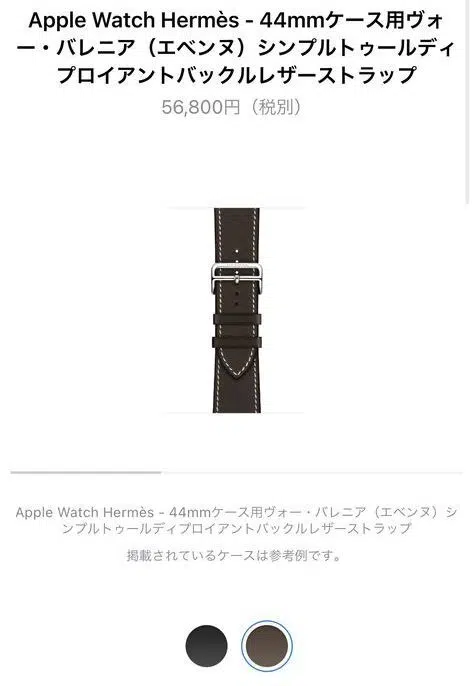 Apple Watch Hermès - 44mmケース用ヴォ
ー・バレニア（エベンヌ）シンプルトゥールディ
プロイアントバックルレザーストラップ
56,800円（税別）
Apple Watch Hermès - 44mmケース用ヴォー・バレニア（エベンヌ）シ
ンプルトゥールディプロイアントバックルレザーストラップ
掲載されているケースは参考例です。